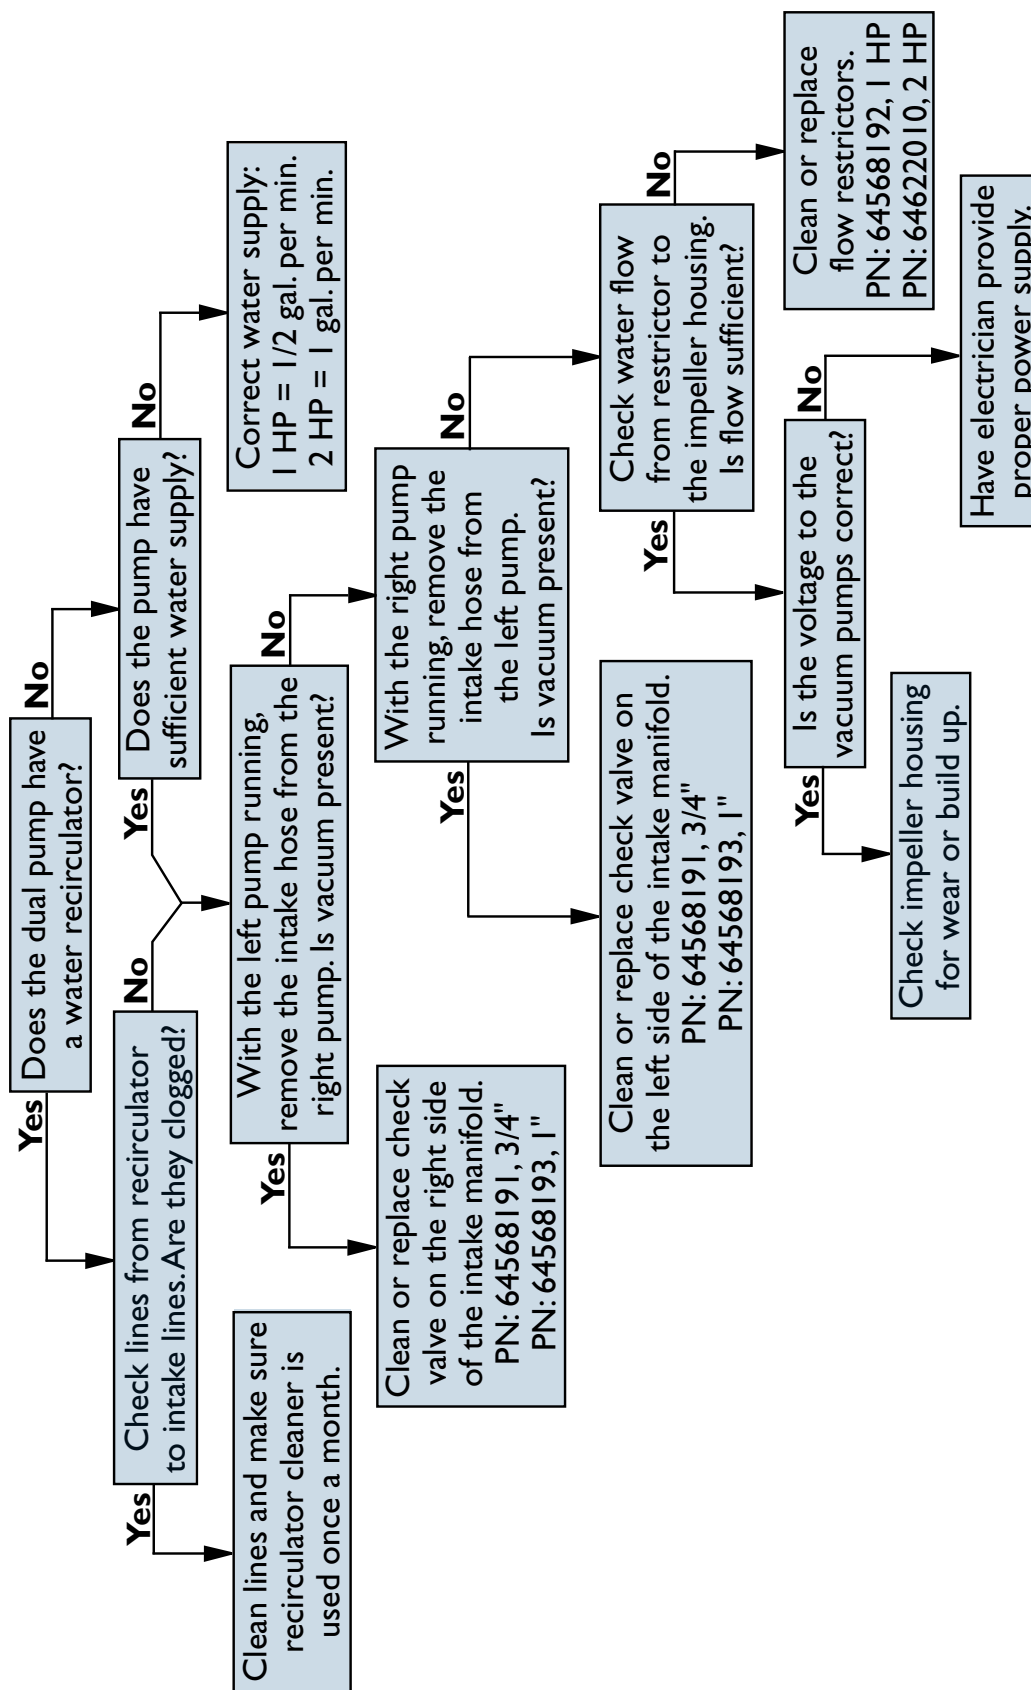 Does the dual pump have
a water recirculator?
Yes
No
Check lines from recirculator
to intake lines. Are they clogged?
Does the pump have
sufficient water supply?
Yes
No
Yes
No
Clean lines and make sure
recirculator cleaner is
used once a month.
With the left pump running,
remove the intake hose from the
right pump. Is vacuum present?
Correct water supply:
1 HP = 1/2 gal. per min.
2 HP = 1 gal. per min.
Yes
No
Clean or replace check
valve on the right side
of the intake manifold.
PN: 64568191, 3/4"
PN: 64568193, 1"
With the right pump
running, remove the
intake hose from
the left pump.
Is vacuum present?
Yes
No
Clean or replace check valve on
the left side of the intake manifold.
PN: 64568191, 3/4"
PN: 64568193, 1"
Check water flow
from restrictor to
the impeller housing.
Is flow sufficient?
Yes
No
Is the voltage to the
vacuum pumps correct?
Clean or replace
flow restrictors.
PN: 64568192, 1 HP
PN: 64622010, 2 HP
Yes
No
Check impeller housing
for wear or build up.
Have electrician provide
proper power supply.